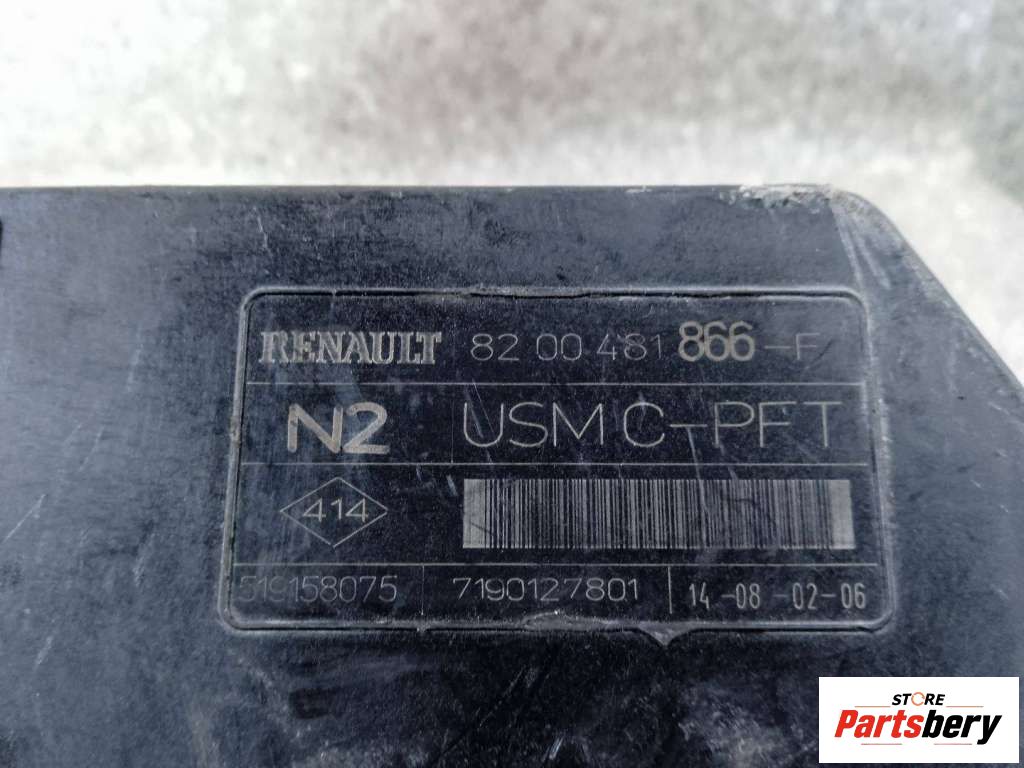 RENAULT 82 00 481 866 -F
N2 USM C-PFT
414
519158075 7190127801 14-08-02-06
STORE
Partsbery